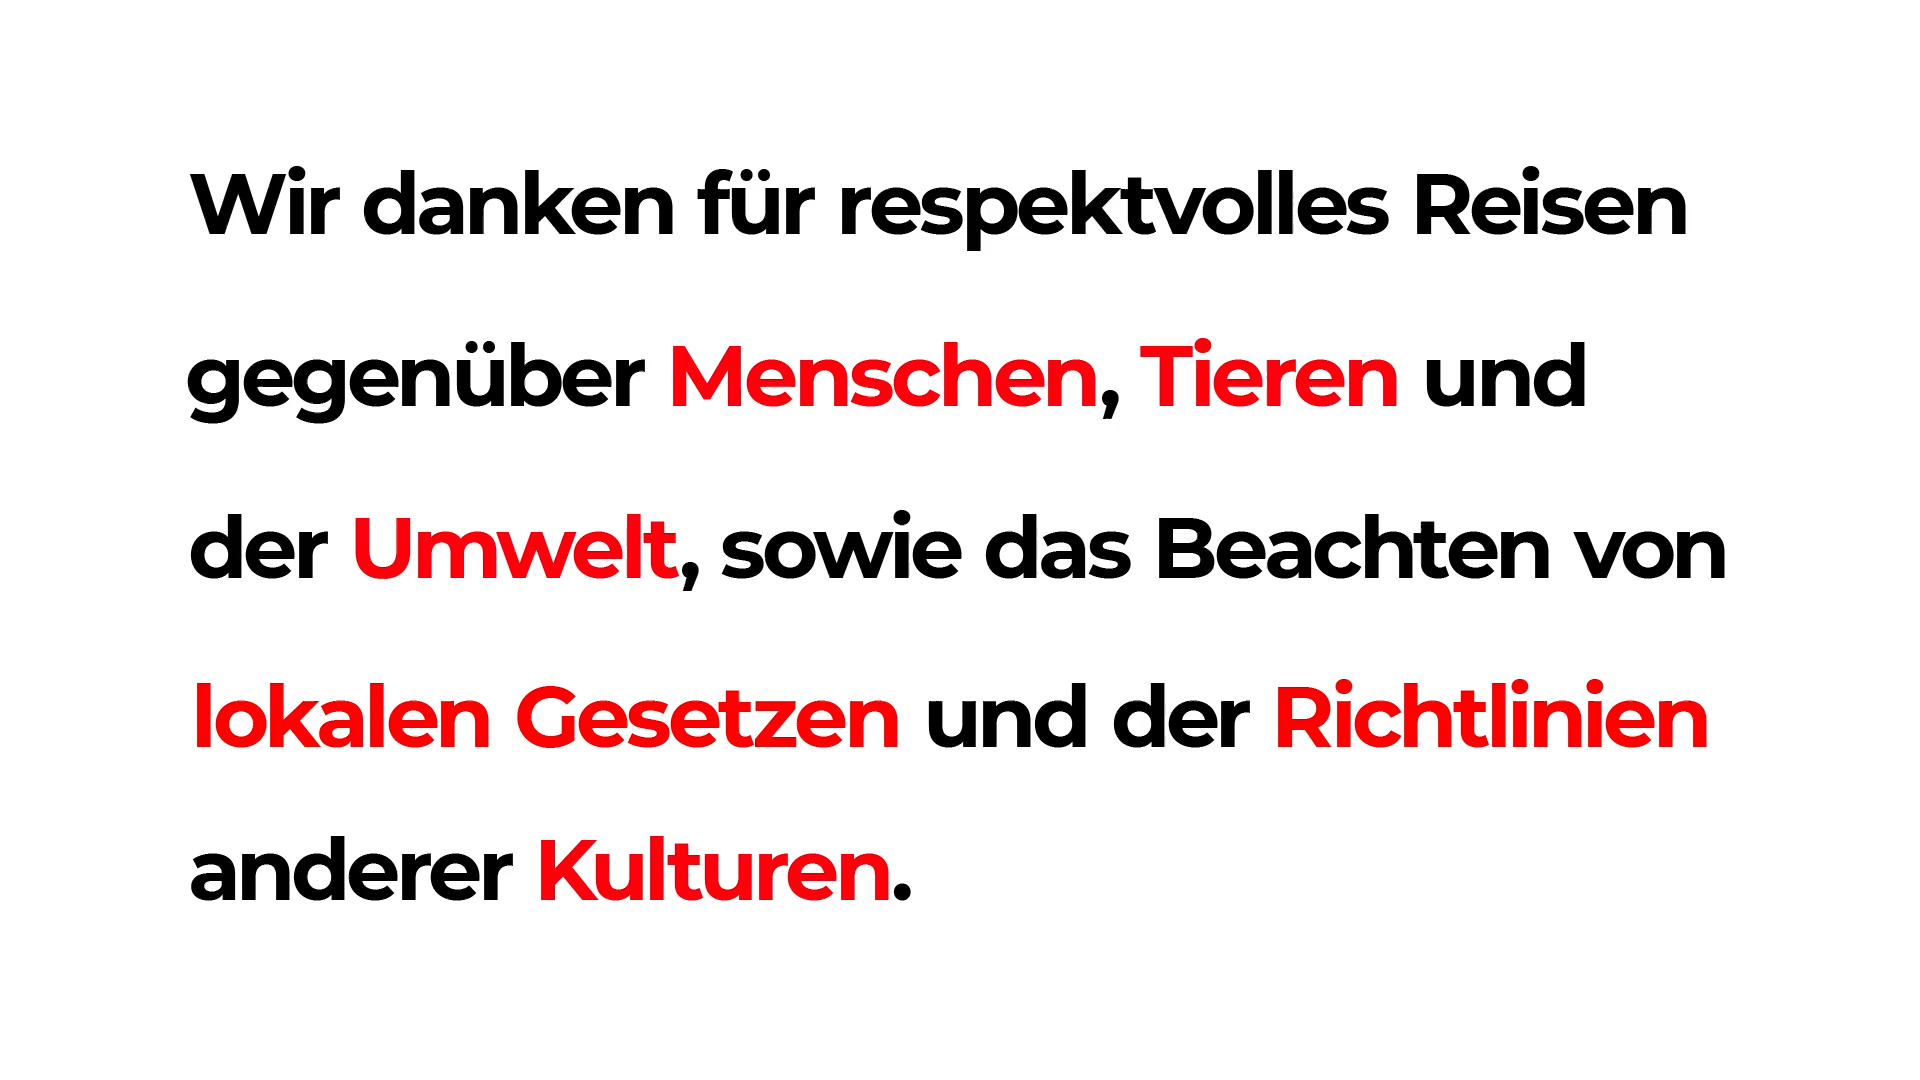 Wir danken für respektvolles Reisen
gegenüber Menschen, Tieren und
der Umwelt, sowie das Beachten von
lokalen Gesetzen und der Richtlinien
anderer Kulturen.